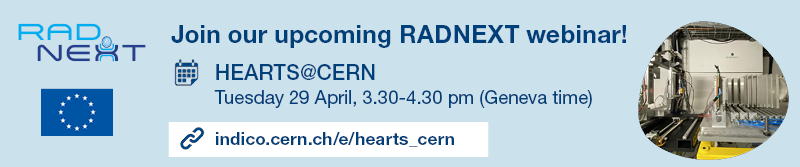 RAD
NEXT
Join our upcoming RADNEXT webinar!
HEARTS@CERN
Tuesday 29 April, 3.30-4.30 pm (Geneva time)
indico.cern.ch/e/hearts_cern